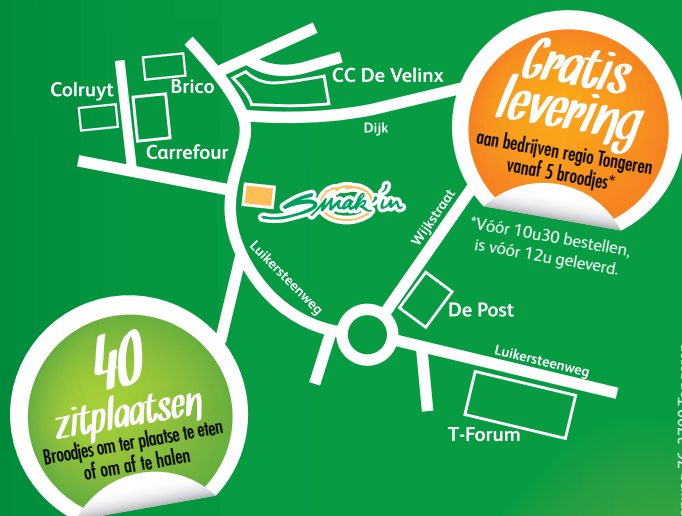 Colruyt
Brico
Carrefour
CC De Velinx
Dijk
Gratis
levering
aan bedrijven regio Tongeren
vanaf 5 broodjes*
*Vóór 10u30 bestellen,
is vóór 12u geleverd.
Smak'in
Wijkstraat
Luikersteenweg
De Post
Luikersteenweg
T-Forum
40
zitplaatsen
Broodjes om ter plaatse te eten
of om af te halen